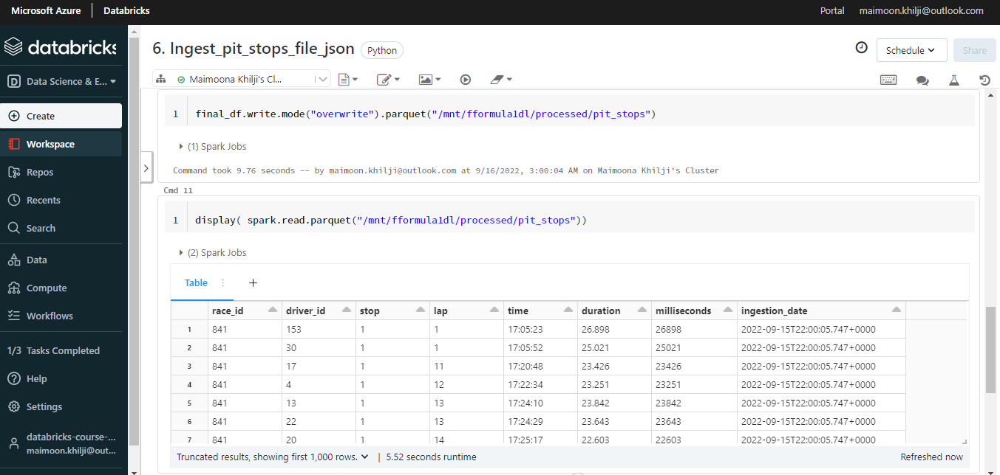 Microsoft Azure Databricks Portal maimoon.khilji@outlook.com
databricks
Data Science & E...
Create
Workspace
Repos
Recents
Search
Data
Compute
Workflows
1/3 Tasks Completed
Help
Settings
databricks-course-...
maimoon.khilji@out...
6. Ingest_pit_stops_file_json Python Schedule Share
Maimoona Khilji's Cl...
1 final_df.write.mode("overwrite").parquet("/mnt/fformula1dl/processed/pit_stops")
(1) Spark Jobs
Command took 9.76 seconds -- by maimoon.khilji@outlook.com at 9/16/2022, 3:00:04 AM on Maimoona Khilji's Cluster
Cmd 11
1 display( spark.read.parquet("/mnt/fformula1dl/processed/pit_stops"))
(2) Spark Jobs
Table +
race_id driver_id stop lap time duration milliseconds ingestion_date
1 841 153 1 1 17:05:23 26.898 26898 2022-09-15T22:00:05.747+0000
2 841 30 1 1 17:05:52 25.021 25021 2022-09-15T22:00:05.747+0000
3 841 17 1 11 17:20:48 23.426 23426 2022-09-15T22:00:05.747+0000
4 841 4 1 12 17:22:34 23.251 23251 2022-09-15T22:00:05.747+0000
5 841 13 1 13 17:24:10 23.842 23842 2022-09-15T22:00:05.747+0000
6 841 22 1 13 17:24:29 23.643 23643 2022-09-15T22:00:05.747+0000
7 841 20 1 14 17:25:17 22.603 22603 2022-09-15T22:00:05.747+0000
Truncated results, showing first 1,000 rows. | 5.52 seconds runtime Refreshed now